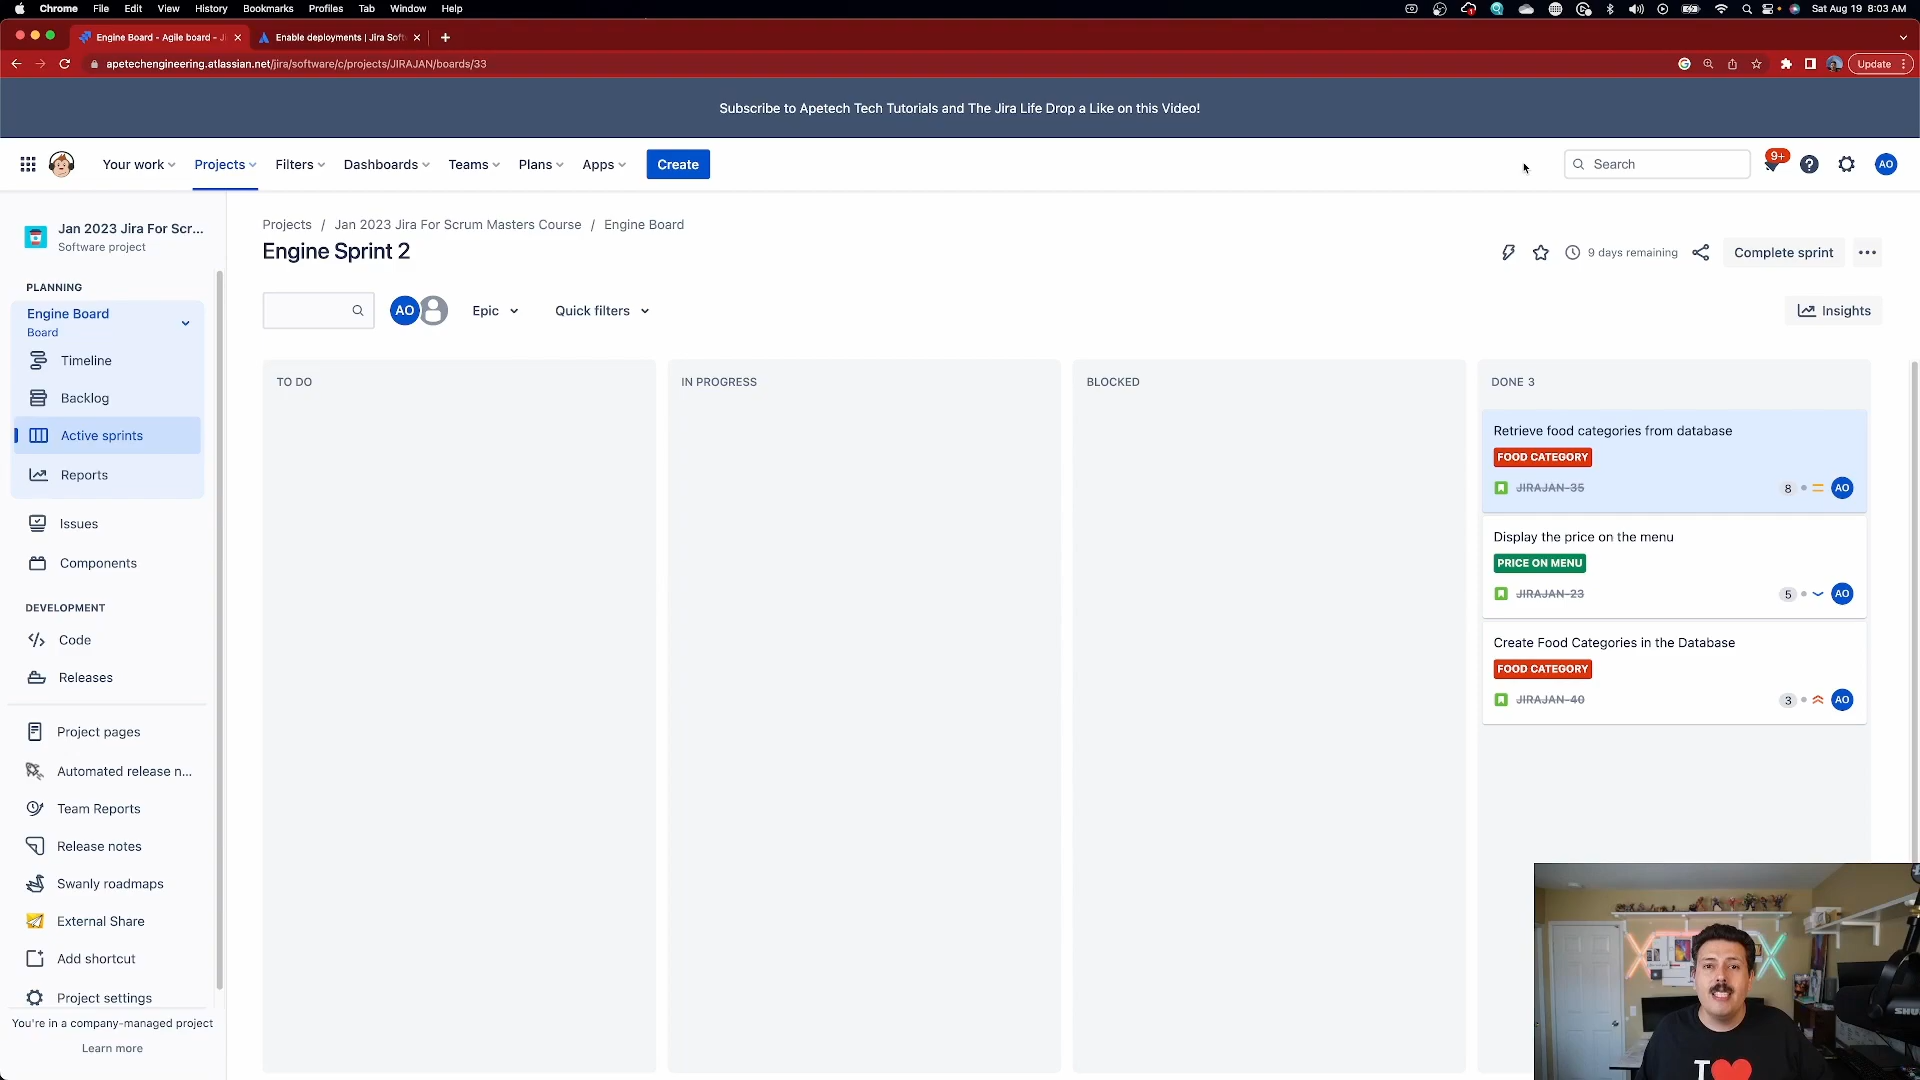 Chrome File Edit View History Bookmarks Profiles Tab Window Help
Sat Aug 19 8:03 AM
Engine Board - Agile board - Ji
Enable deployments | Jira Soft
apetechengineering.atlassian.net/jira/software/c/projects/JIRAJAN/boards/33
Update
Subscribe to Apetech Tech Tutorials and The Jira Life Drop a Like on this Video!
Your work Projects Filters Dashboards Teams Plans Apps Create
Search
9+
AO
Jan 2023 Jira For Scr...
Software project
PLANNING
Engine Board
Board
Timeline
Backlog
Active sprints
Reports
Issues
Components
DEVELOPMENT
Code
Releases
Project pages
Automated release n...
Team Reports
Release notes
Swanly roadmaps
External Share
Add shortcut
Project settings
You're in a company-managed project
Learn more
Projects / Jan 2023 Jira For Scrum Masters Course / Engine Board
Engine Sprint 2
9 days remaining
Complete sprint
AO
Epic
Quick filters
Insights
TO DO
IN PROGRESS
BLOCKED
DONE 3
Retrieve food categories from database
FOOD CATEGORY
JIRAJAN-35
8
AO
Display the price on the menu
PRICE ON MENU
JIRAJAN-23
5
AO
Create Food Categories in the Database
FOOD CATEGORY
JIRAJAN-40
3
AO
I